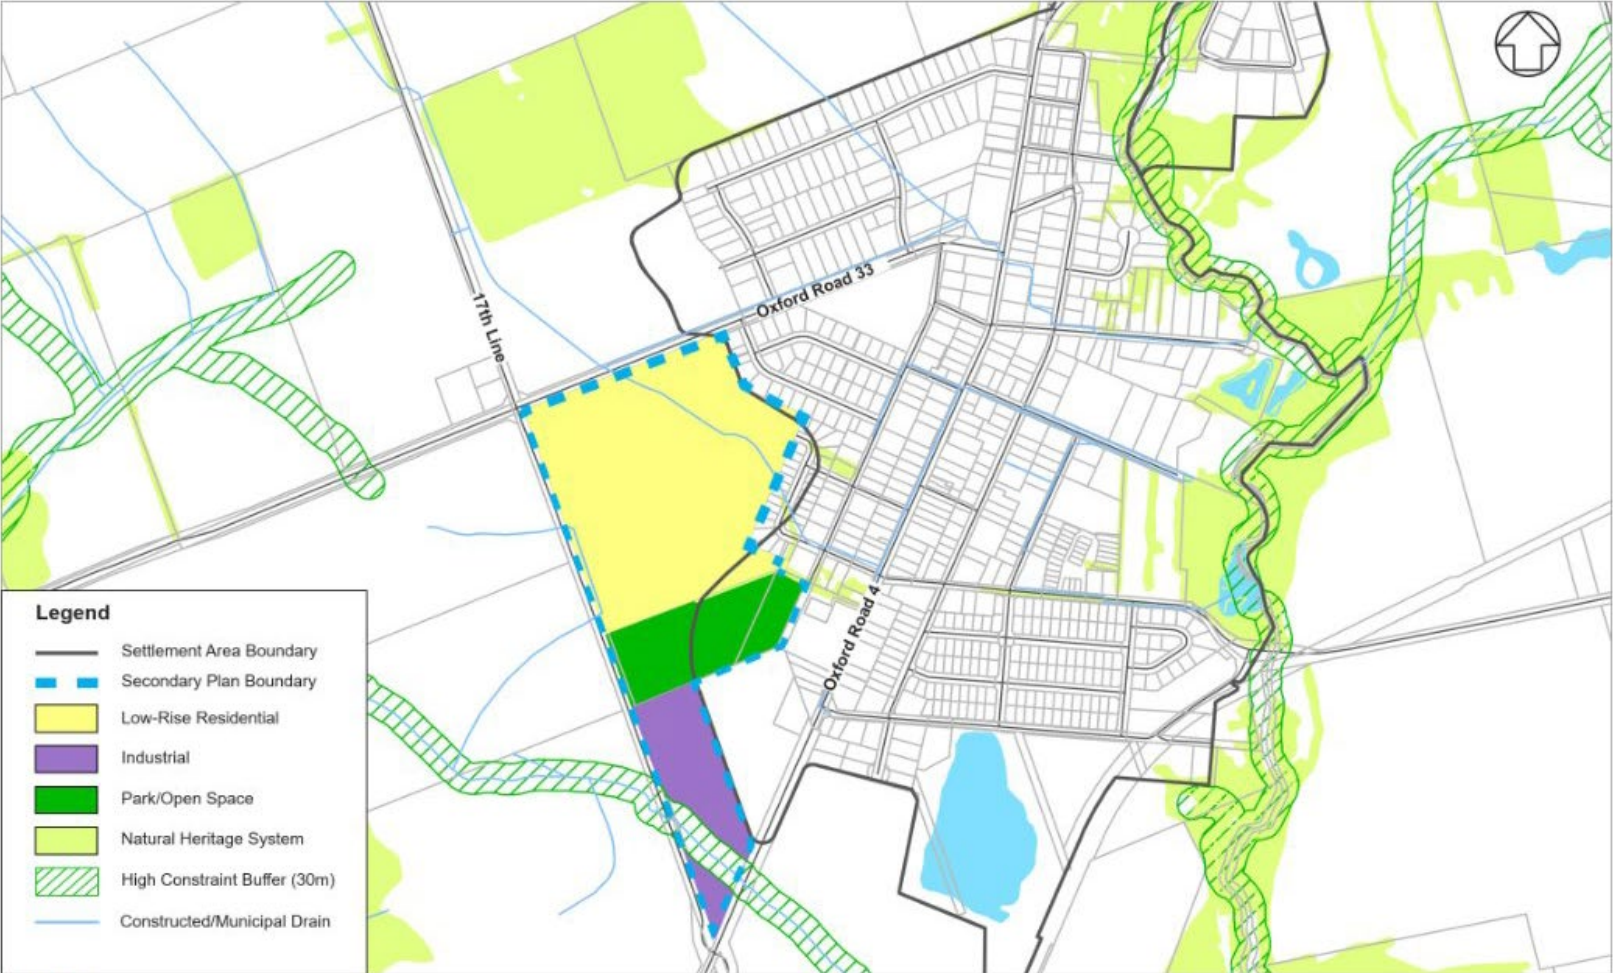 Oxford Road 33
17th Line
Oxford Road 4
Legend
Settlement Area Boundary
Secondary Plan Boundary
Low-Rise Residential
Industrial
Park/Open Space
Natural Heritage System
High Constraint Buffer (30m)
Constructed/Municipal Drain